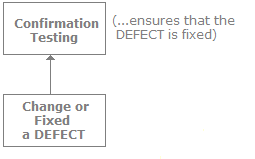 Confirmation
Testing
(...ensures that the
DEFECT is fixed)
Change or
Fixed
a DEFECT